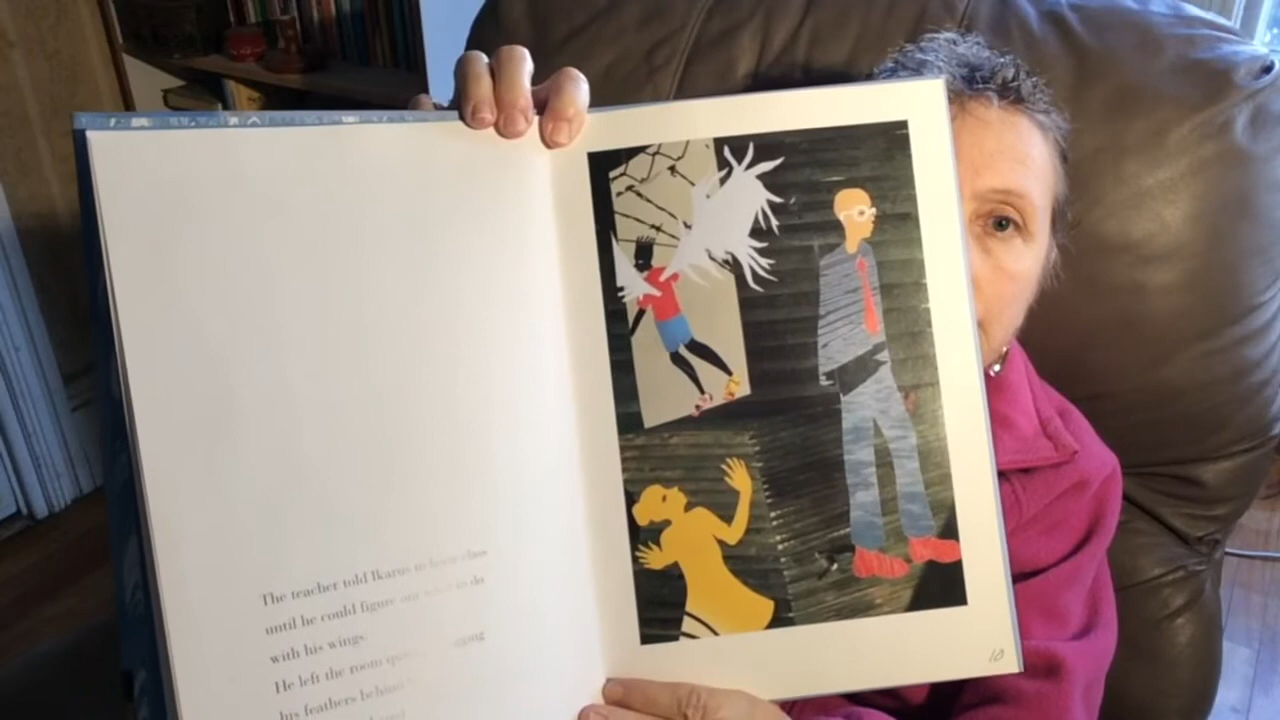 The teacher told Ikarus to leave class
until he could figure out what to do
with his wings.
He left the room
his feathers behind
10